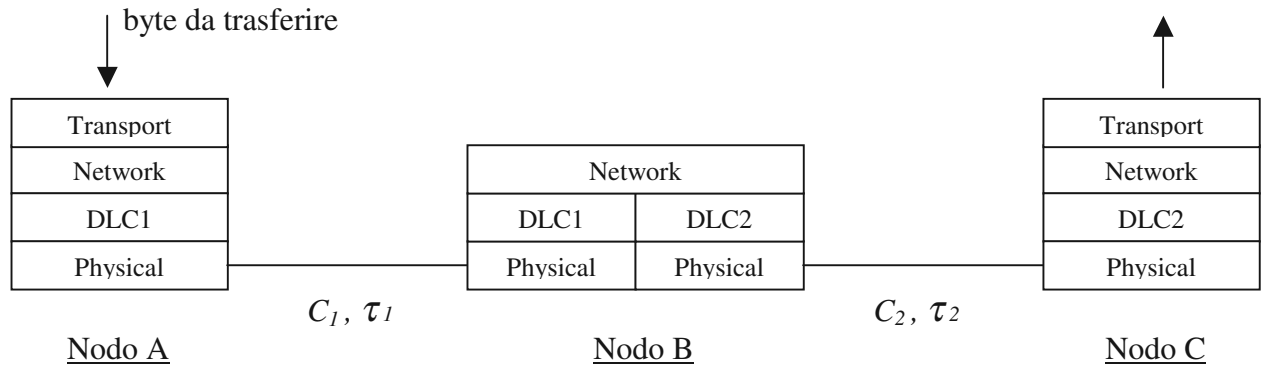 byte da trasferire
Transport
Network
DLC1
Physical
Network
DLC1
DLC2
Physical
Physical
Transport
Network
DLC2
Physical
C₁, τ₁
C₂, τ₂
Nodo A
Nodo B
Nodo C